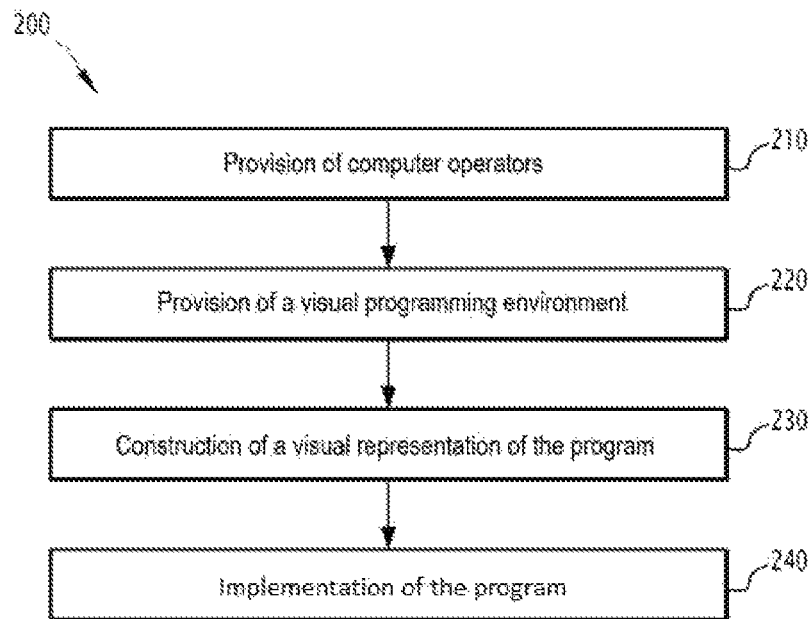 200
Provision of computer operators
210
Provision of a visual programming environment
220
Construction of a visual representation of the program
230
Implementation of the program
240